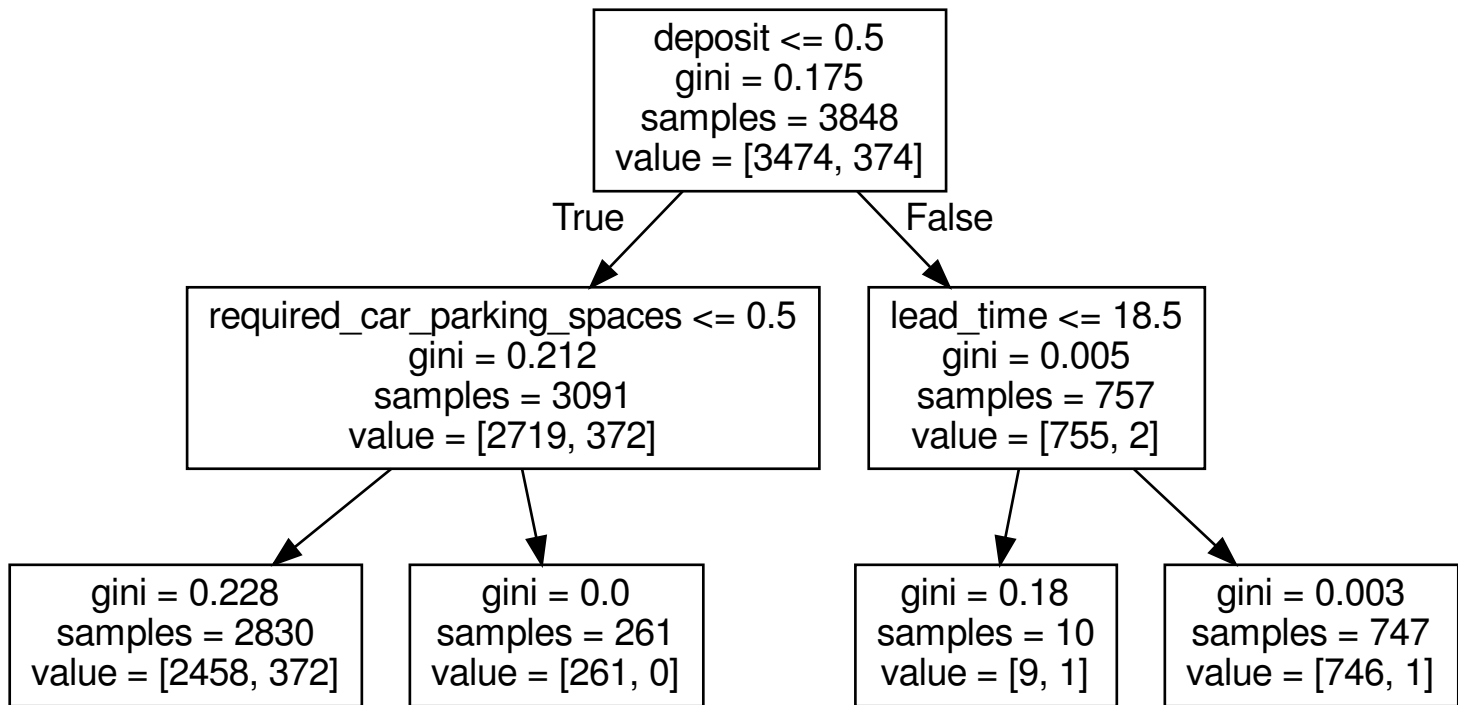 deposit <= 0.5
gini = 0.175
samples = 3848
value = [3474, 374]
True
False
required_car_parking_spaces <= 0.5
gini = 0.212
samples = 3091
value = [2719, 372]
lead_time <= 18.5
gini = 0.005
samples = 757
value = [755, 2]
gini = 0.228
samples = 2830
value = [2458, 372]
gini = 0.0
samples = 261
value = [261, 0]
gini = 0.18
samples = 10
value = [9, 1]
gini = 0.003
samples = 747
value = [746, 1]